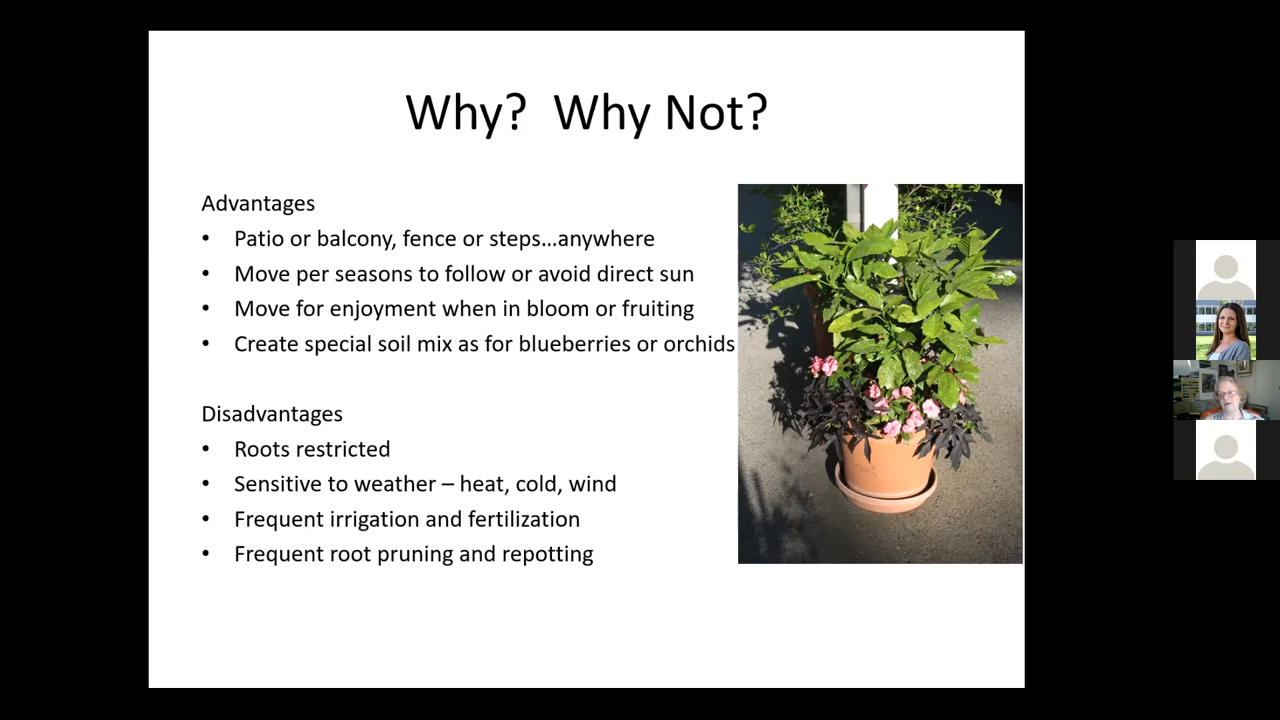 Why?  Why Not?
Advantages
• Patio or balcony, fence or steps…anywhere
• Move per seasons to follow or avoid direct sun
• Move for enjoyment when in bloom or fruiting
• Create special soil mix as for blueberries or orchids
Disadvantages
• Roots restricted
• Sensitive to weather – heat, cold, wind
• Frequent irrigation and fertilization
• Frequent root pruning and repotting